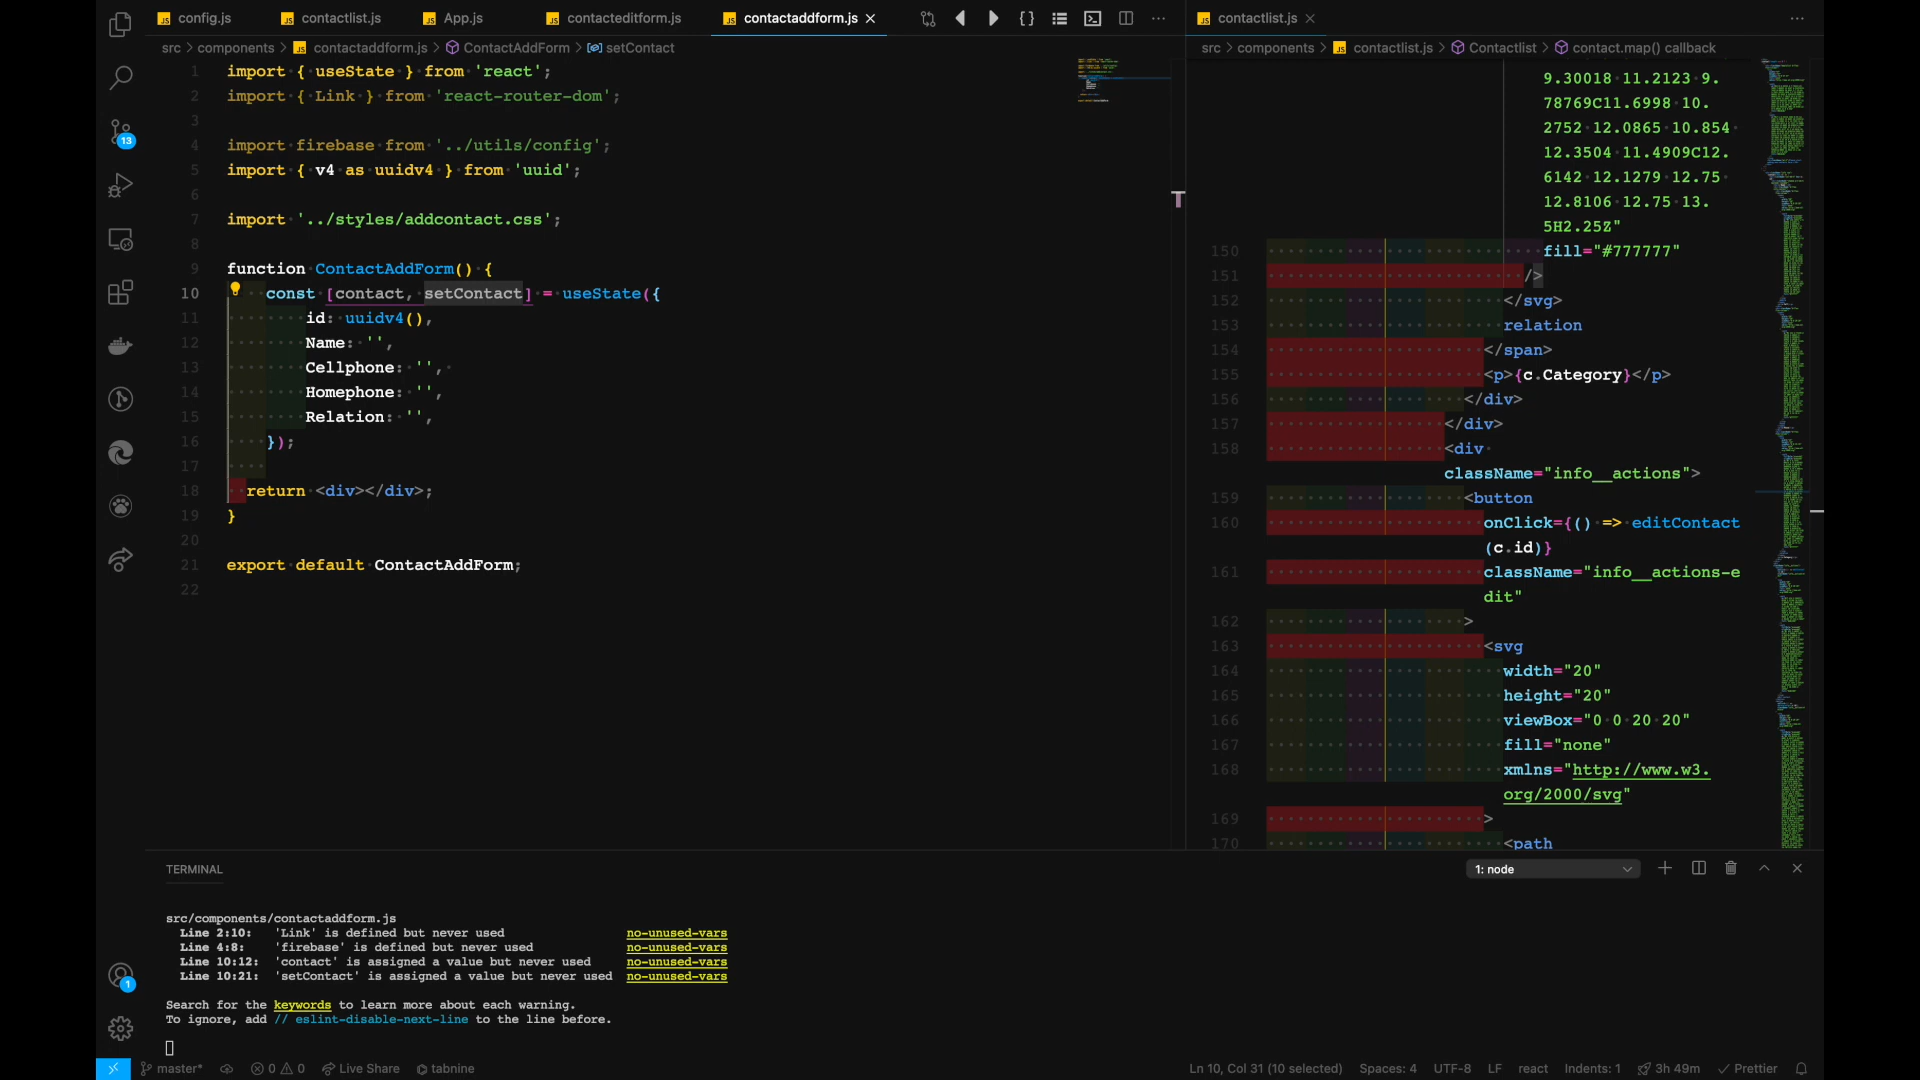 config.js contactlist.js App.js contacteditform.js contactaddform.js
src > components > contactaddform.js > ContactAddForm > setContact
1 import { useState } from 'react';
2 import { Link } from 'react-router-dom';
3
4 import firebase from '../utils/config';
5 import { v4 as uuidv4 } from 'uuid';
6
7 import '../styles/addcontact.css';
8
9 function ContactAddForm() {
10 const [contact, setContact] = useState({
11 id: uuidv4(),
12 Name: '',
13 Cellphone: '',
14 Homephone: '',
15 Relation: '',
16 });
17
18 return <div></div>;
19 }
20
21 export default ContactAddForm;
22
contactlist.js
src > components > contactlist.js > Contactlist > contact.map() callback
9.30018 11.2123 9.
78769C11.6998 10.
2752 12.0865 10.854
12.3504 11.4909C12.
6142 12.1279 12.75
12.8106 12.75 13.
5H2.25Z"
150 fill="#777777"
151 />
152 </svg>
153 relation
154 </span>
155 <p>{c.Category}</p>
156 </div>
157 </div>
158 <div
className="info__actions">
159 <button
160 onClick={() => editContact
(c.id)}
161 className="info__actions-e
dit"
162 >
163 <svg
164 width="20"
165 height="20"
166 viewBox="0 0 20 20"
167 fill="none"
168 xmlns="http://www.w3.
org/2000/svg"
169 >
170 <path
TERMINAL
1: node
src/components/contactaddform.js
Line 2:10: 'Link' is defined but never used no-unused-vars
Line 4:8: 'firebase' is defined but never used no-unused-vars
Line 10:12: 'contact' is assigned a value but never used no-unused-vars
Line 10:21: 'setContact' is assigned a value but never used no-unused-vars
Search for the keywords to learn more about each warning.
To ignore, add // eslint-disable-next-line to the line before.
13
1
master* 0 0 Live Share tabnine
Ln 10, Col 31 (10 selected) Spaces: 4 UTF-8 LF react Indents: 1 3h 49m Prettier